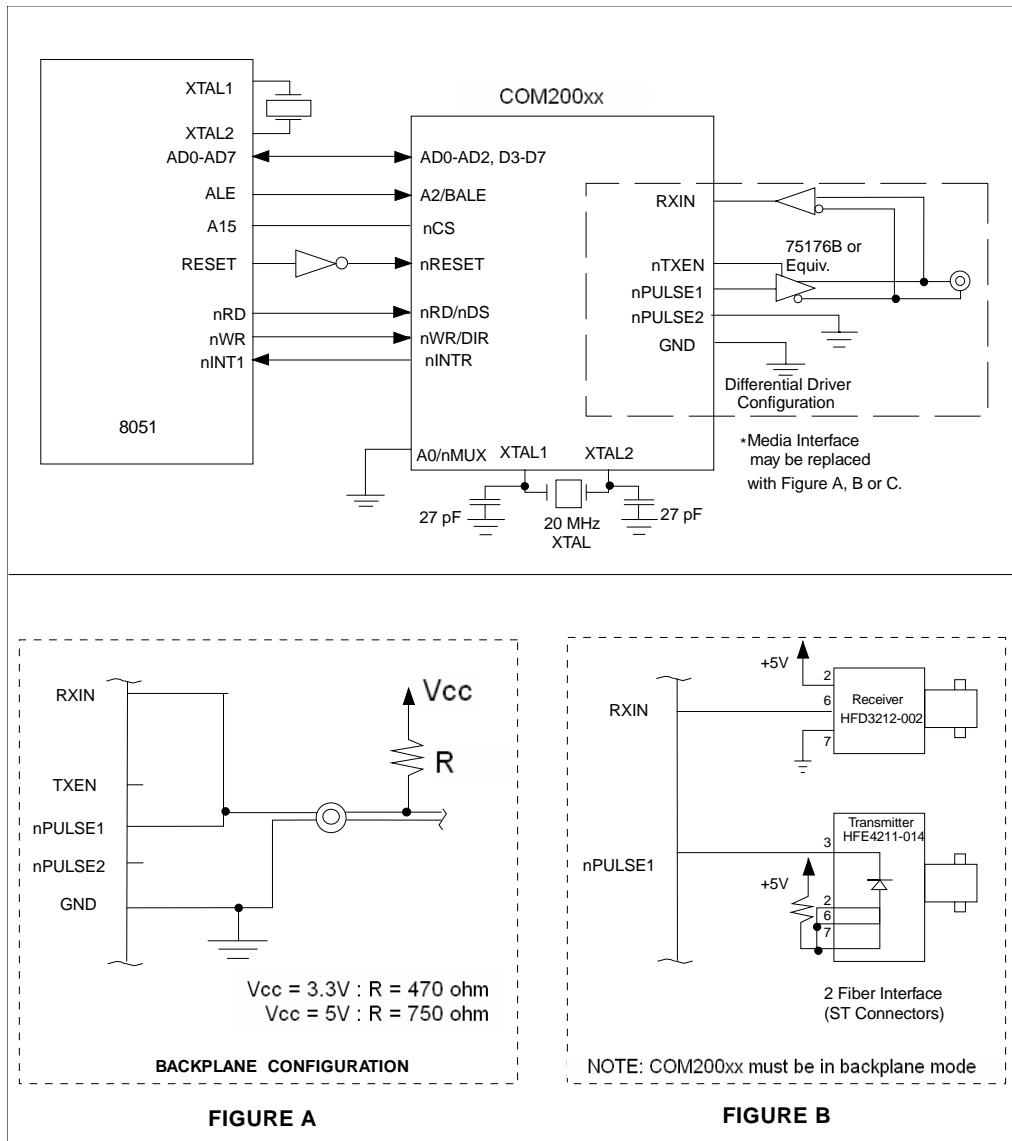 COM200xx
XTAL1
XTAL2
AD0-AD7
ALE
A15
RESET
nRD
nWR
nINT1
8051
AD0-AD2, D3-D7
A2/BALE
nCS
nRESET
nRD/nDS
nWR/DIR
nINTR
A0/nMUX
XTAL1
XTAL2
27 pF
20 MHz
XTAL
27 pF
RXIN
nTXEN
nPULSE1
nPULSE2
GND
75176B or
Equiv.
Differential Driver
Configuration
*Media Interface
may be replaced
with Figure A, B or C.
RXIN
TXEN
nPULSE1
nPULSE2
GND
Vcc
R
Vcc = 3.3V : R = 470 ohm
Vcc = 5V : R = 750 ohm
BACKPLANE CONFIGURATION
FIGURE A
RXIN
nPULSE1
+5V
2
6
7
Receiver
HFD3212-002
Transmitter
HFE4211-014
3
+5V
2
6
7
2 Fiber Interface
(ST Connectors)
NOTE: COM200xx must be in backplane mode
FIGURE B